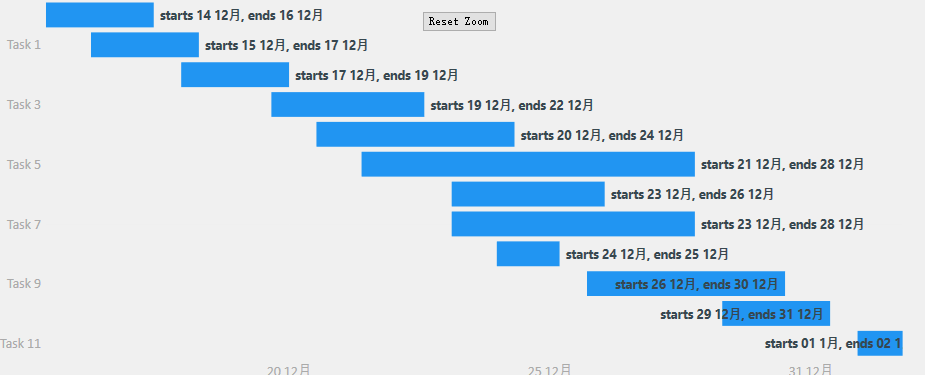 starts 14 12月, ends 16 12月
Reset Zoom
Task 1
starts 15 12月, ends 17 12月
starts 17 12月, ends 19 12月
Task 3
starts 19 12月, ends 22 12月
starts 20 12月, ends 24 12月
Task 5
starts 21 12月, ends 28 12月
starts 23 12月, ends 26 12月
Task 7
starts 23 12月, ends 28 12月
starts 24 12月, ends 25 12月
Task 9
starts 26 12月, ends 30 12月
starts 29 12月, ends 31 12月
Task 11
starts 01 1月, ends 02 1
20 12月
25 12月
31 12月